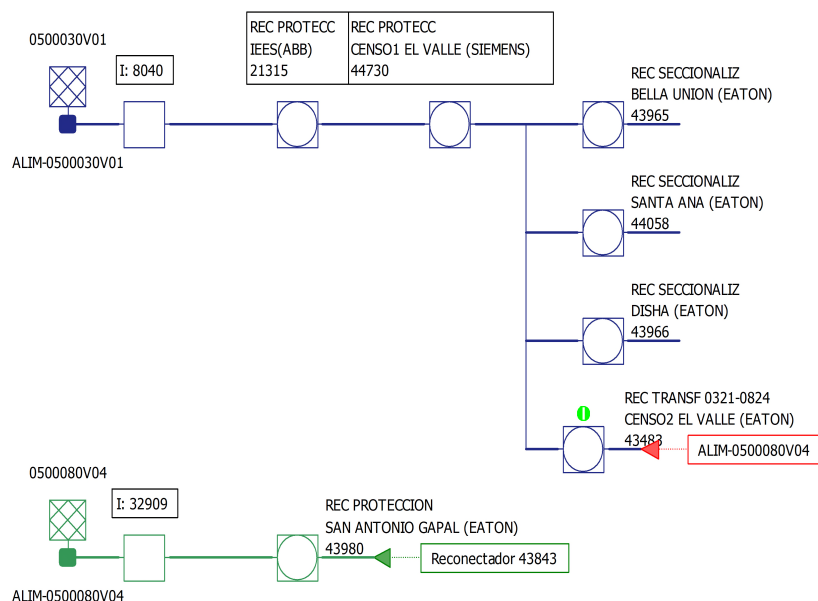 0500030V01
I: 8040
ALIM-0500030V01
REC PROTECC
IEES(ABB)
21315
REC PROTECC
CENSO1 EL VALLE (SIEMENS)
44730
REC SECCIONALIZ
BELLA UNION (EATON)
43965
REC SECCIONALIZ
SANTA ANA (EATON)
44058
REC SECCIONALIZ
DISHA (EATON)
43966
0
REC TRANSF 0321-0824
CENSO2 EL VALLE (EATON)
43483
ALIM-0500080V04
0500080V04
I: 32909
ALIM-0500080V04
REC PROTECCION
SAN ANTONIO GAPAL (EATON)
43980
Reconectador 43843